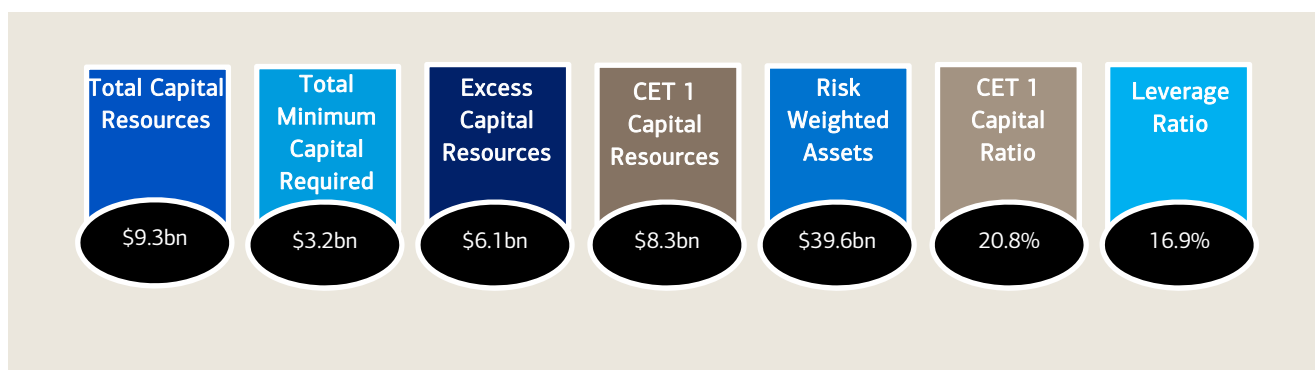 Total Capital
Resources
$9.3bn
Total
Minimum
Capital
Required
$3.2bn
Excess
Capital
Resources
$6.1bn
CET 1
Capital
Resources
$8.3bn
Risk
Weighted
Assets
$39.6bn
CET 1
Capital
Ratio
20.8%
Leverage
Ratio
16.9%